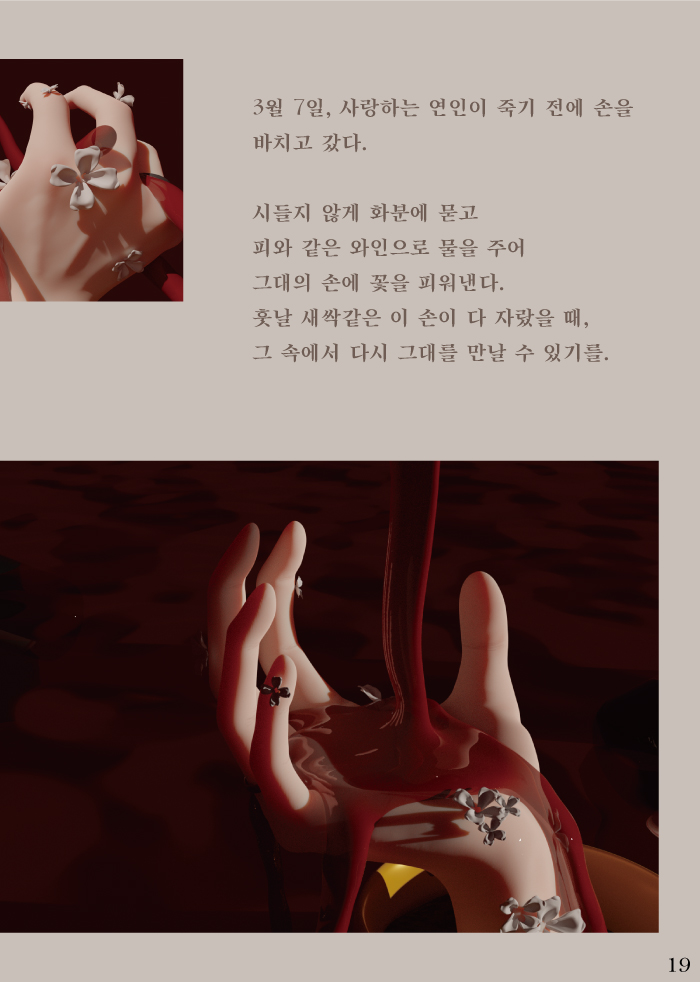 3월 7일, 사랑하는 연인이 죽기 전에 손을
바치고 갔다.
시들지 않게 화분에 묻고
피와 같은 와인으로 물을 주어
그대의 손에 꽃을 피워낸다.
훗날 새싹같은 이 손이 다 자랐을 때,
그 속에서 다시 그대를 만날 수 있기를.
19